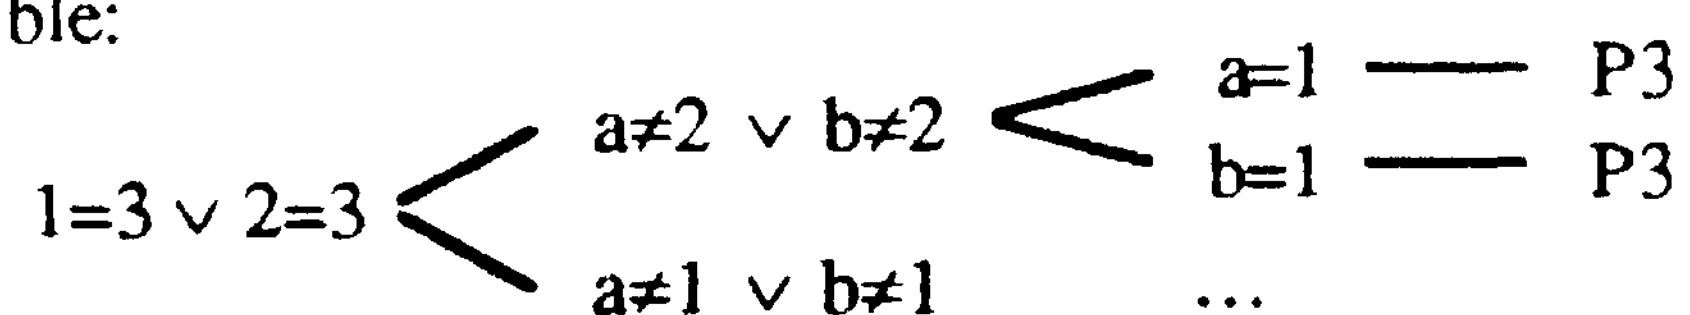 ble:
a=1 P3
a≠2 ∨ b≠2
b=1 P3
1=3 ∨ 2=3
a≠1 ∨ b≠1 ...